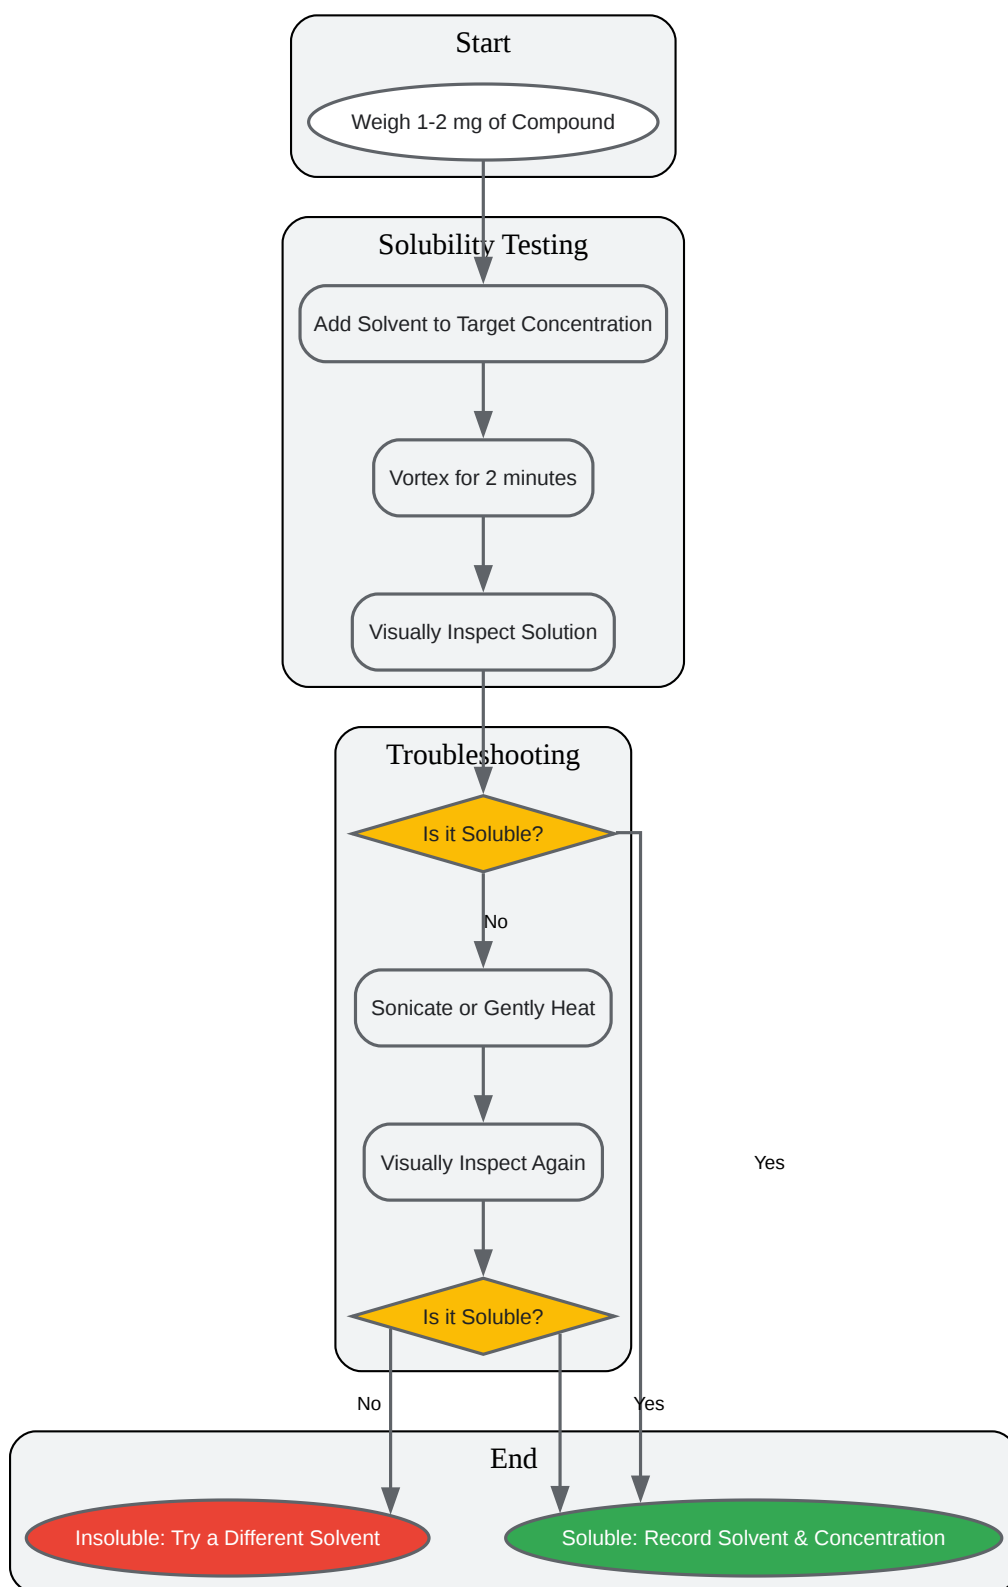 Start
Weigh 1-2 mg of Compound
Solubility Testing
Add Solvent to Target Concentration
Vortex for 2 minutes
Visually Inspect Solution
Troubleshooting
Is it Soluble?
No
Sonicate or Gently Heat
Visually Inspect Again
Yes
Is it Soluble?
No
Yes
End
Insoluble: Try a Different Solvent
Soluble: Record Solvent & Concentration